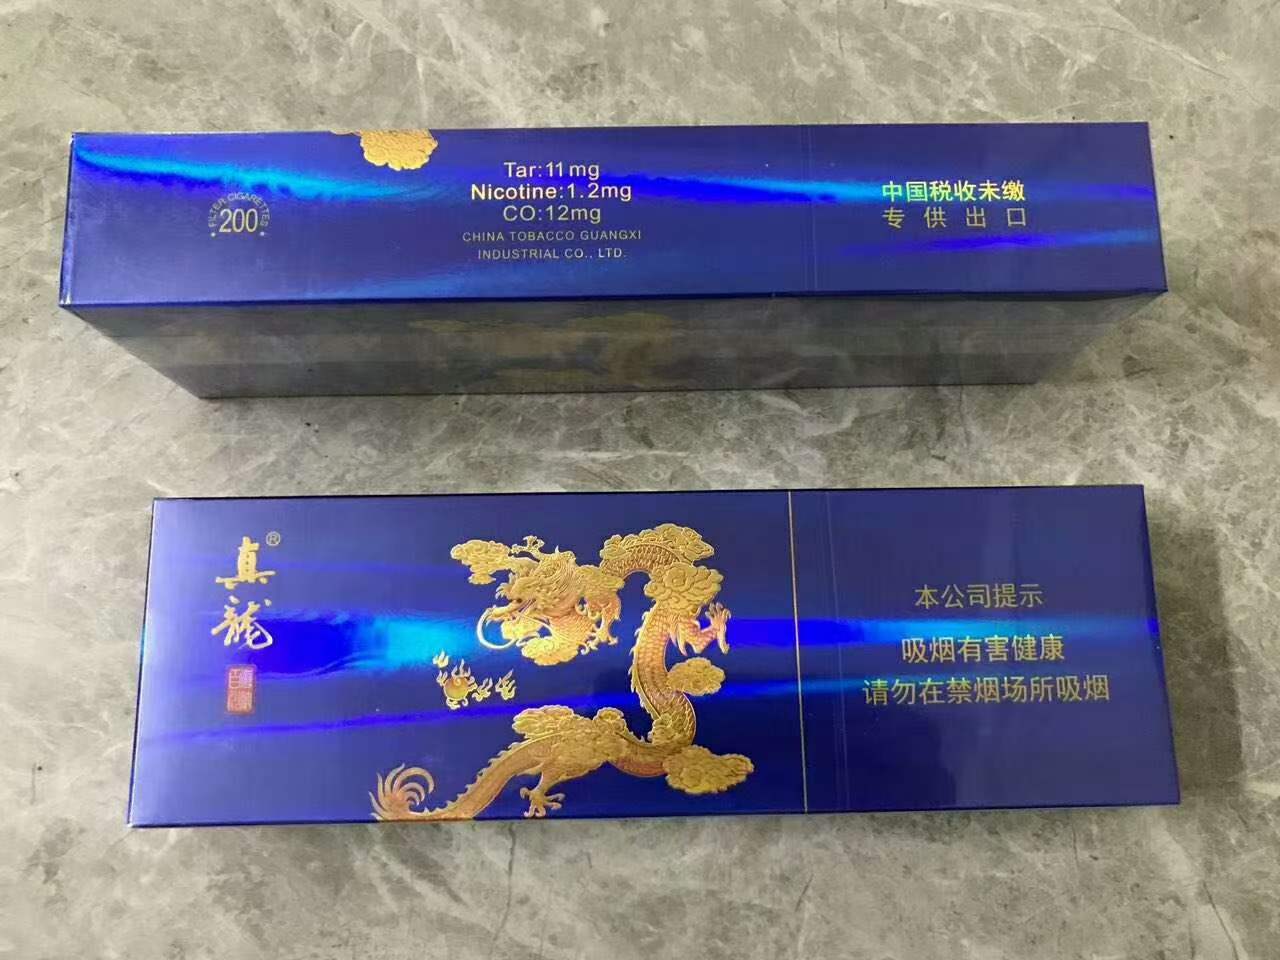 FILTER CIGARETTES
200
Tar:11mg
Nicotine:1.2mg
CO:12mg
CHINA TOBACCO GUANGXI
INDUSTRIAL CO., LTD.
中国税收未缴
专供出口
真龍®
本公司提示
吸烟有害健康
请勿在禁烟场所吸烟